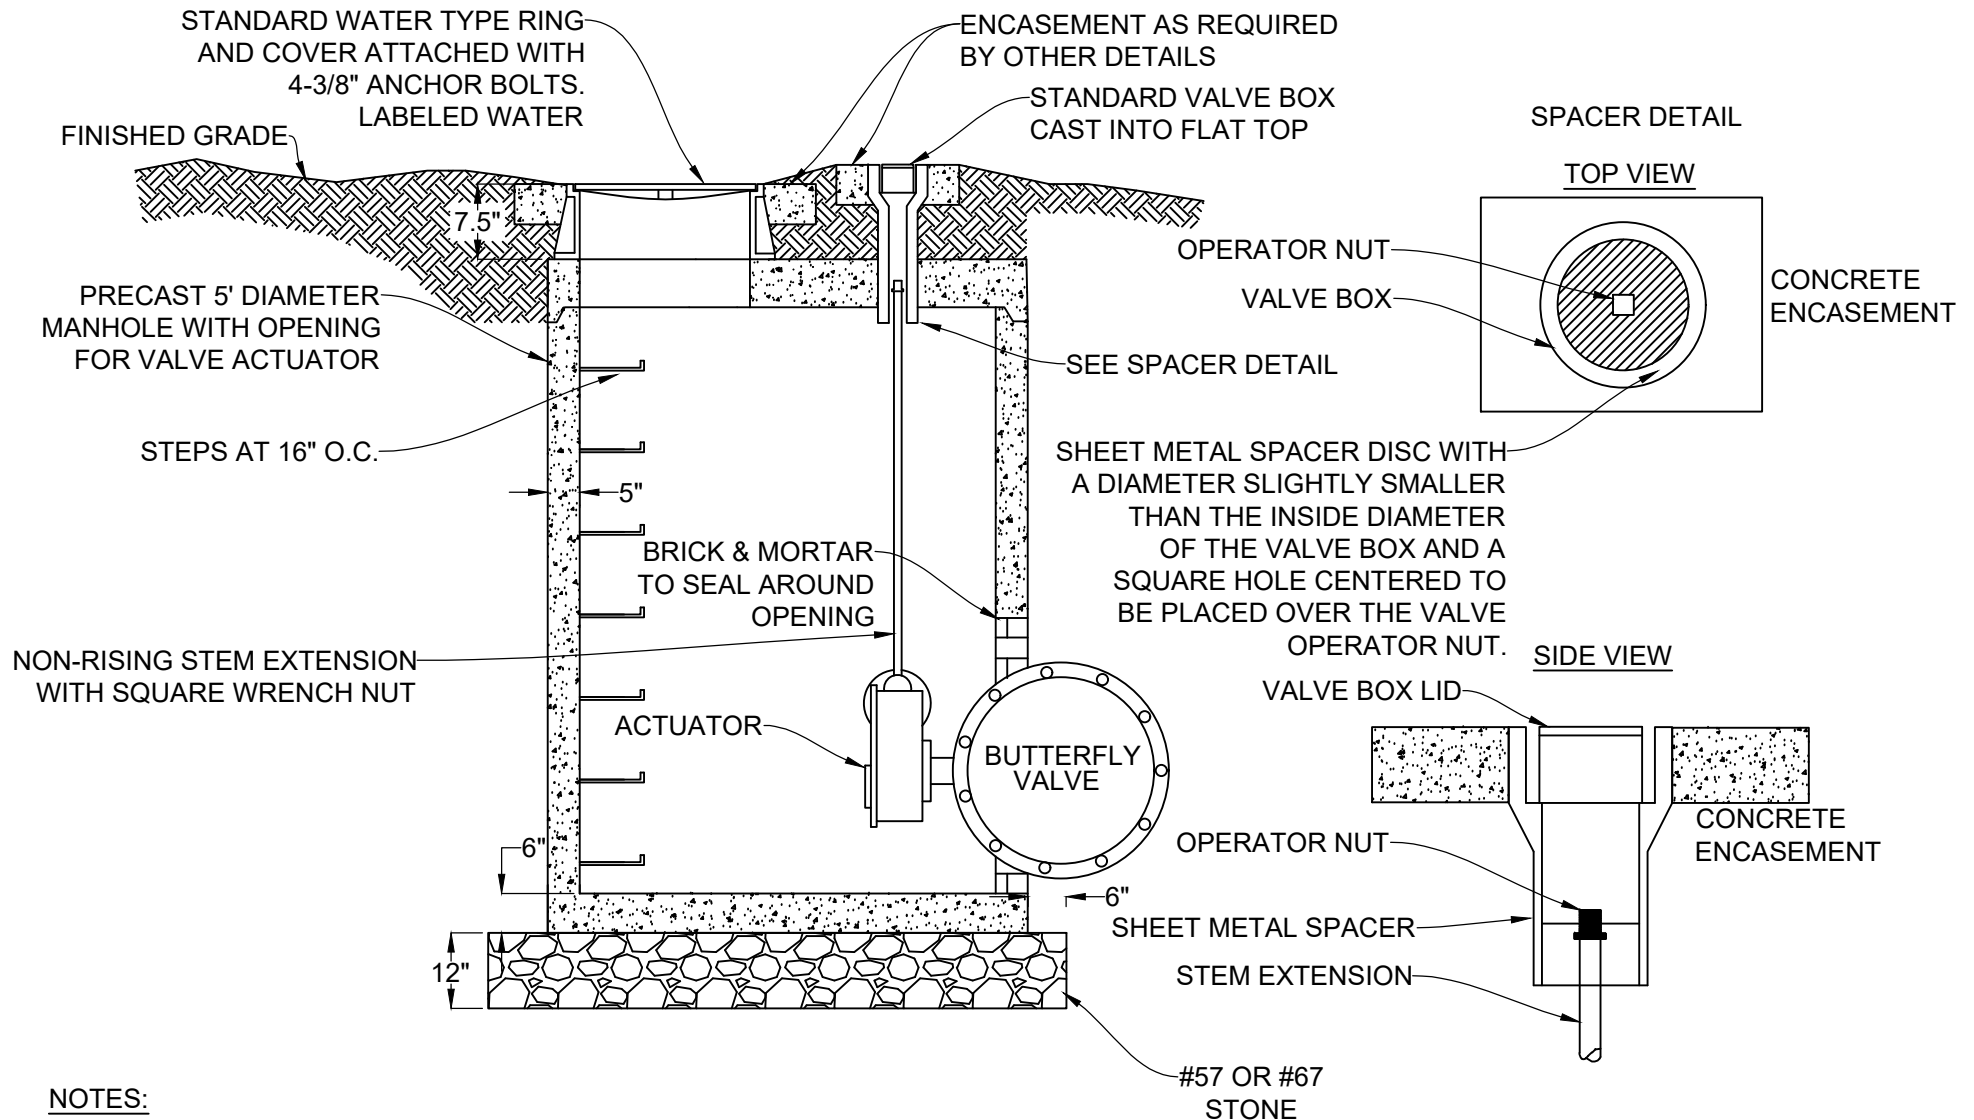 STANDARD WATER TYPE RING
AND COVER ATTACHED WITH
4-3/8" ANCHOR BOLTS.
LABELED WATER
ENCASEMENT AS REQUIRED
BY OTHER DETAILS
STANDARD VALVE BOX
CAST INTO FLAT TOP
FINISHED GRADE
7.5"
PRECAST 5' DIAMETER
MANHOLE WITH OPENING
FOR VALVE ACTUATOR
SEE SPACER DETAIL
STEPS AT 16" O.C.
5"
BRICK & MORTAR
TO SEAL AROUND
OPENING
NON-RISING STEM EXTENSION
WITH SQUARE WRENCH NUT
ACTUATOR
BUTTERFLY
VALVE
6"
6"
12"
#57 OR #67
STONE
SPACER DETAIL
TOP VIEW
OPERATOR NUT
VALVE BOX
CONCRETE
ENCASEMENT
SHEET METAL SPACER DISC WITH
A DIAMETER SLIGHTLY SMALLER
THAN THE INSIDE DIAMETER
OF THE VALVE BOX AND A
SQUARE HOLE CENTERED TO
BE PLACED OVER THE VALVE
OPERATOR NUT.
SIDE VIEW
VALVE BOX LID
CONCRETE
ENCASEMENT
OPERATOR NUT
SHEET METAL SPACER
STEM EXTENSION
NOTES: